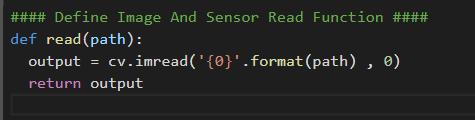 #### Define Image And Sensor Read Function ####
def read(path):
  output = cv.imread('{0}'.format(path) , 0)
  return output